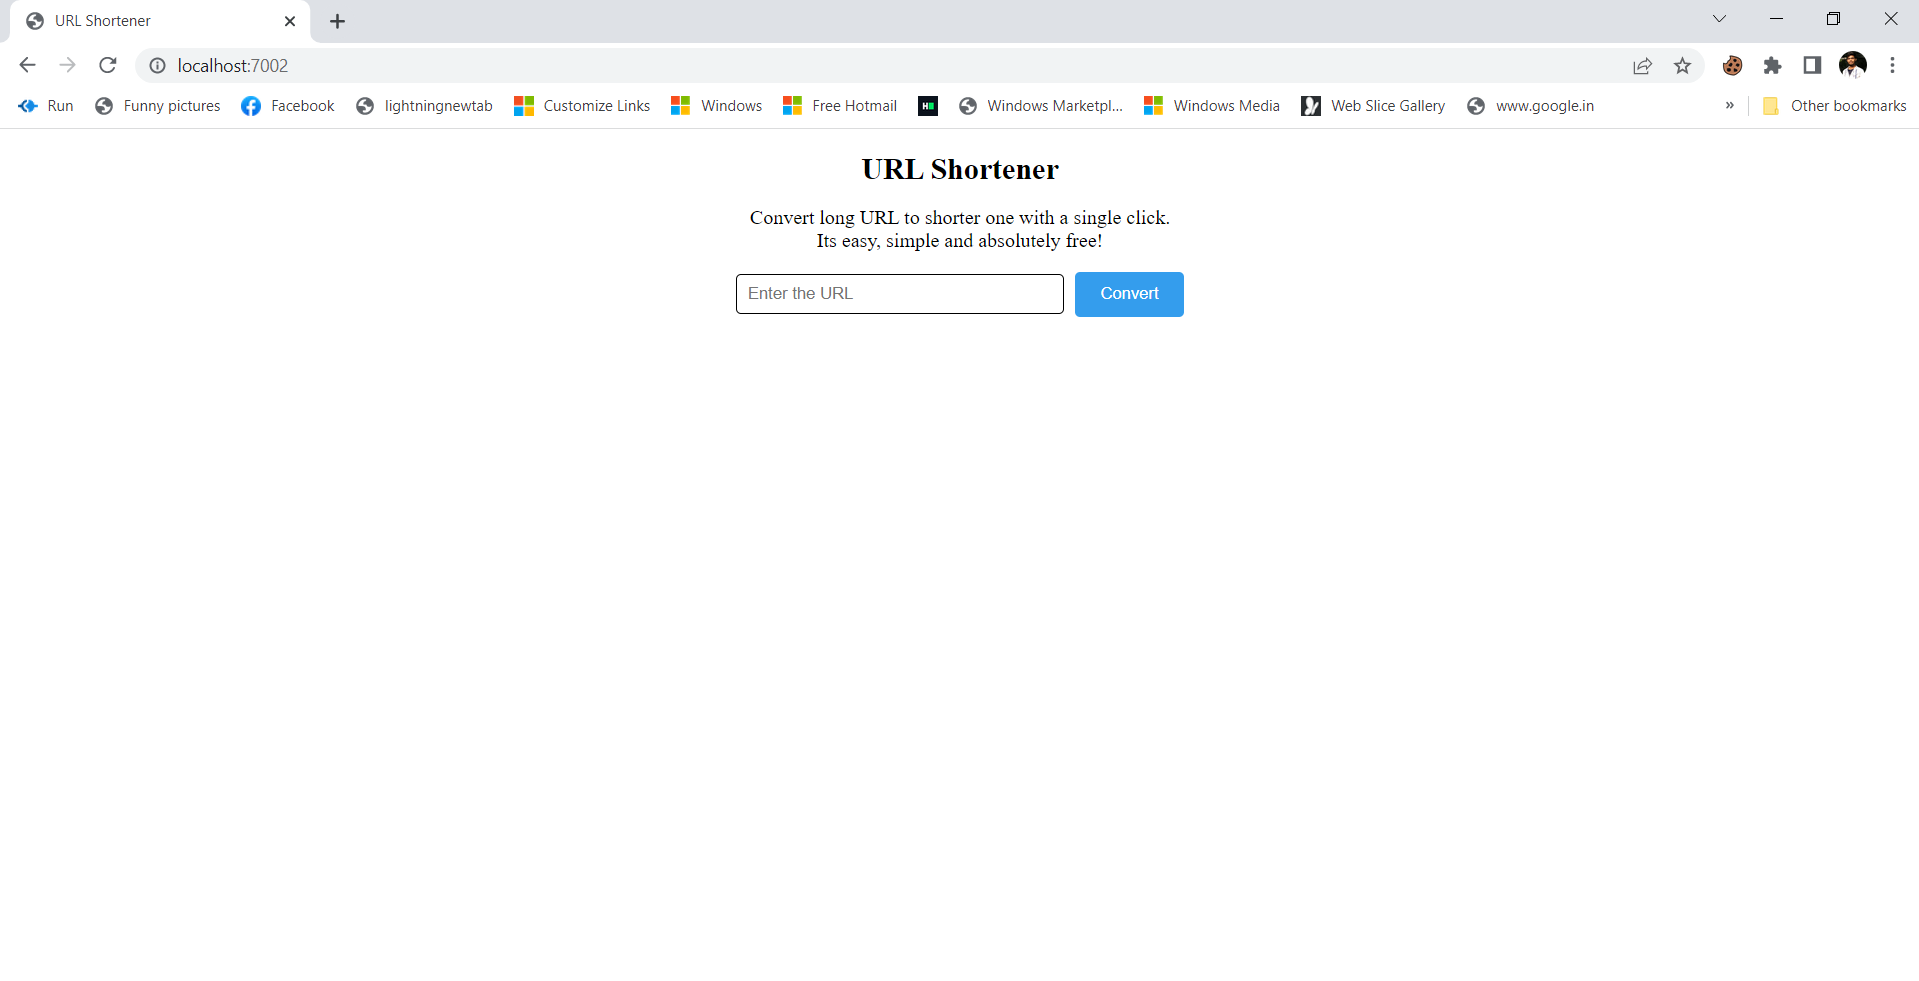 URL Shortener
localhost:7002
Run Funny pictures Facebook lightningnewtab Customize Links Windows Free Hotmail Windows Marketpl... Windows Media Web Slice Gallery www.google.in » Other bookmarks
URL Shortener
Convert long URL to shorter one with a single click.
Its easy, simple and absolutely free!
Enter the URL Convert